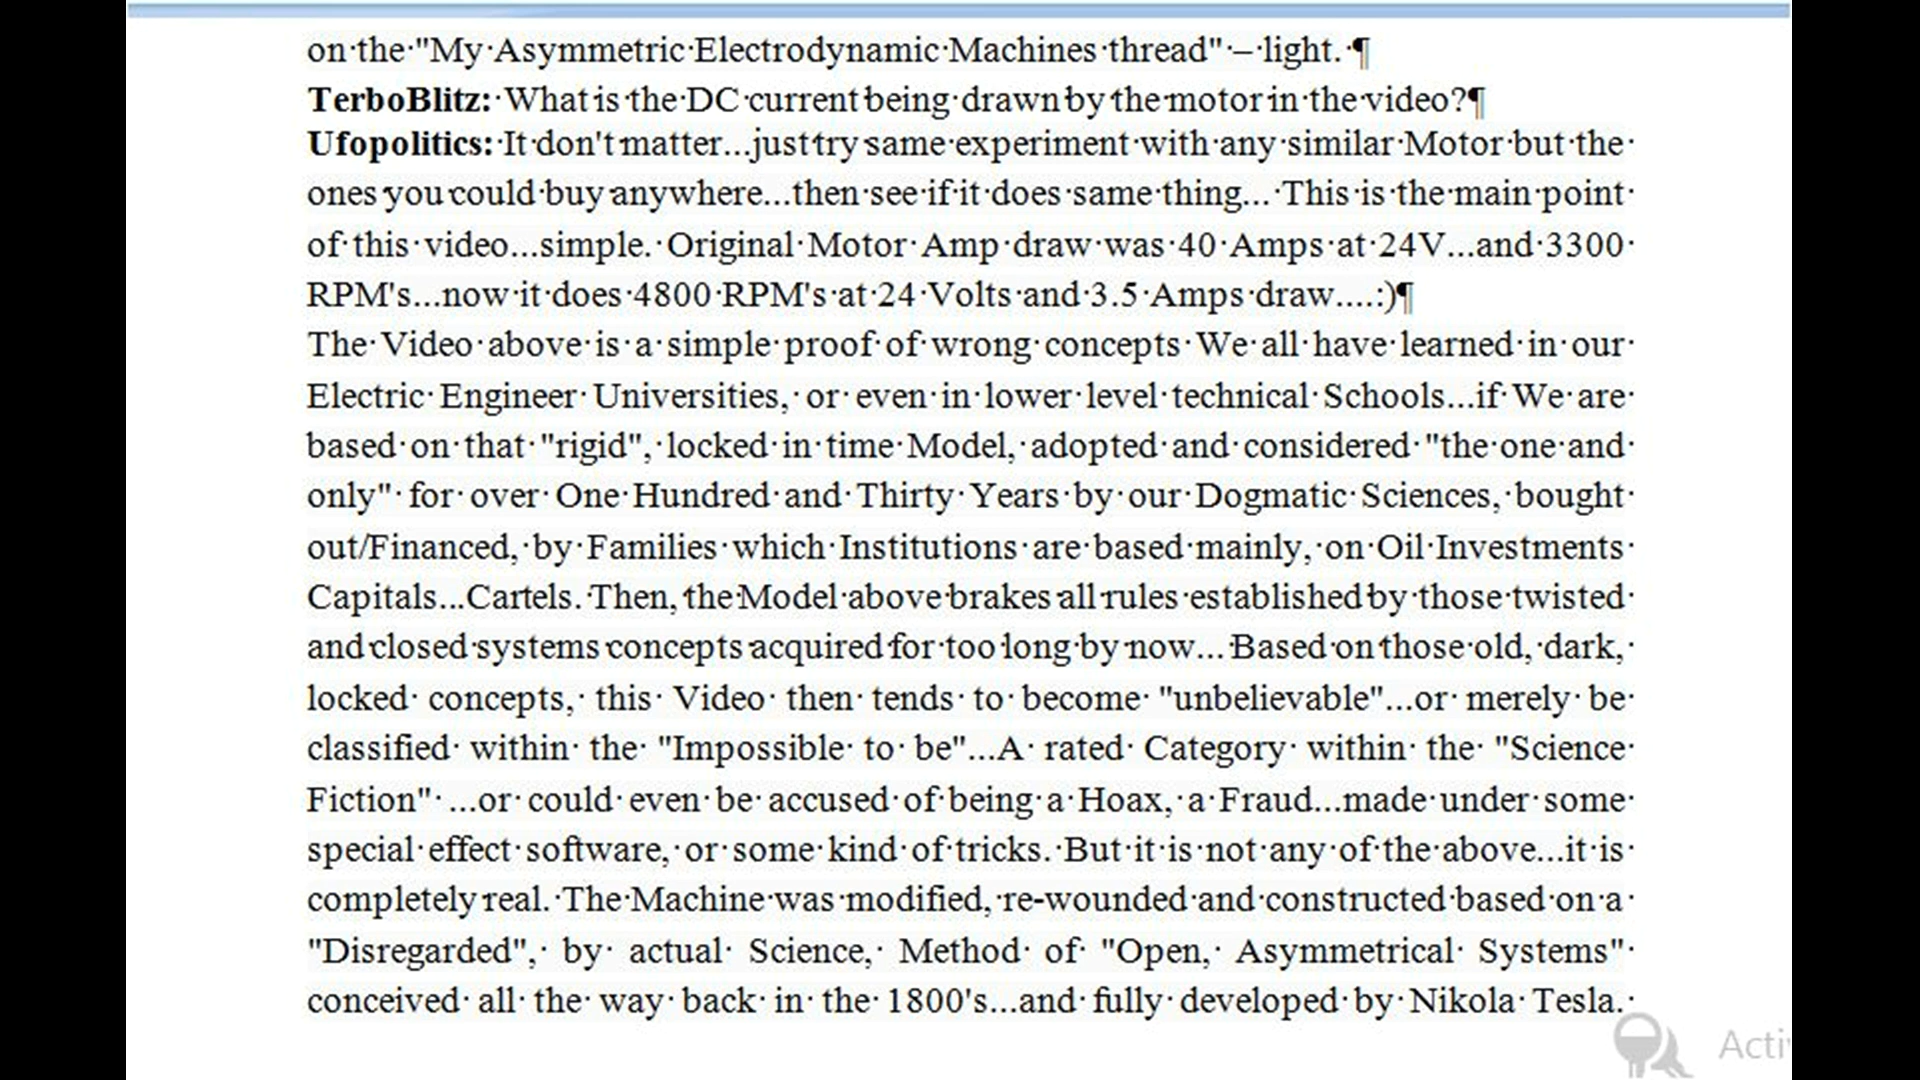 on the "My Asymmetric Electrodynamic Machines thread" – light. ¶
TerboBlitz: What is the DC current being drawn by the motor in the video?¶
Ufopolitics: It don't matter...just try same experiment with any similar Motor but the
ones you could buy anywhere...then see if it does same thing... This is the main point
of this video...simple. Original Motor Amp draw was 40 Amps at 24V...and 3300
RPM's...now it does 4800 RPM's at 24 Volts and 3.5 Amps draw....:)¶
The Video above is a simple proof of wrong concepts We all have learned in our
Electric Engineer Universities, or even in lower level technical Schools...if We are
based on that "rigid", locked in time Model, adopted and considered "the one and
only" for over One Hundred and Thirty Years by our Dogmatic Sciences, bought
out/Financed, by Families which Institutions are based mainly, on Oil Investments
Capitals...Cartels. Then, the Model above brakes all rules established by those twisted
and closed systems concepts acquired for too long by now... Based on those old, dark,
locked concepts, this Video then tends to become "unbelievable"...or merely be
classified within the "Impossible to be"...A rated Category within the "Science
Fiction" ...or could even be accused of being a Hoax, a Fraud...made under some
special effect software, or some kind of tricks. But it is not any of the above...it is
completely real. The Machine was modified, re-wounded and constructed based on a
"Disregarded", by actual Science, Method of "Open, Asymmetrical Systems"
conceived all the way back in the 1800's...and fully developed by Nikola Tesla.
Acti